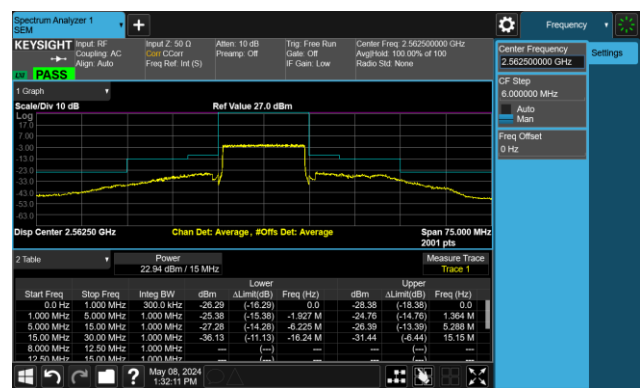 Spectrum Analyzer 1
SEM
Frequency
KEYSIGHT
Input: RF
Coupling: AC
Align: Auto
Input Z: 50 Ω
Corr CCorr
Freq Ref: Int (S)
Atten: 10 dB
Preamp: Off
Trig: Free Run
Gate: Off
IF Gain: Low
Center Freq: 2.562500000 GHz
Avg|Hold: 100.00% of 100
Radio Std: None
PASS
Center Frequency
2.562500000 GHz
Settings
CF Step
6.000000 MHz
Auto
Man
Freq Offset
0 Hz
1 Graph
Scale/Div 10 dB
Ref Value 27.0 dBm
Log
17.0
7.00
-3.00
-13.0
-23.0
-33.0
-43.0
-53.0
-63.0
Disp Center 2.56250 GHz
Chan Det: Average , #Offs Det: Average
Span 75.000 MHz
2001 pts
2 Table
Power
22.94 dBm / 15 MHz
Measure Trace
Trace 1
Lower Upper
Start Freq Stop Freq Integ BW dBm ΔLimit(dB) Freq (Hz) dBm ΔLimit(dB) Freq (Hz)
0.0 Hz 1.000 MHz 300.0 kHz -26.29 (-16.29) 0.0 -28.38 (-18.38) 0.0
1.000 MHz 5.000 MHz 1.000 MHz -25.38 (-15.38) -1.927 M -24.76 (-14.76) 1.364 M
5.000 MHz 15.00 MHz 1.000 MHz -27.28 (-14.28) -6.225 M -26.39 (-13.39) 5.288 M
15.00 MHz 30.00 MHz 1.000 MHz -36.13 (-11.13) -16.24 M -31.44 (-6.44) 15.15 M
8.000 MHz 12.50 MHz 1.000 MHz --- (---) --- --- (---) ---
12.50 MHz 15.00 MHz 1.000 MHz --- (---) --- --- (---) ---
May 08, 2024
1:32:11 PM